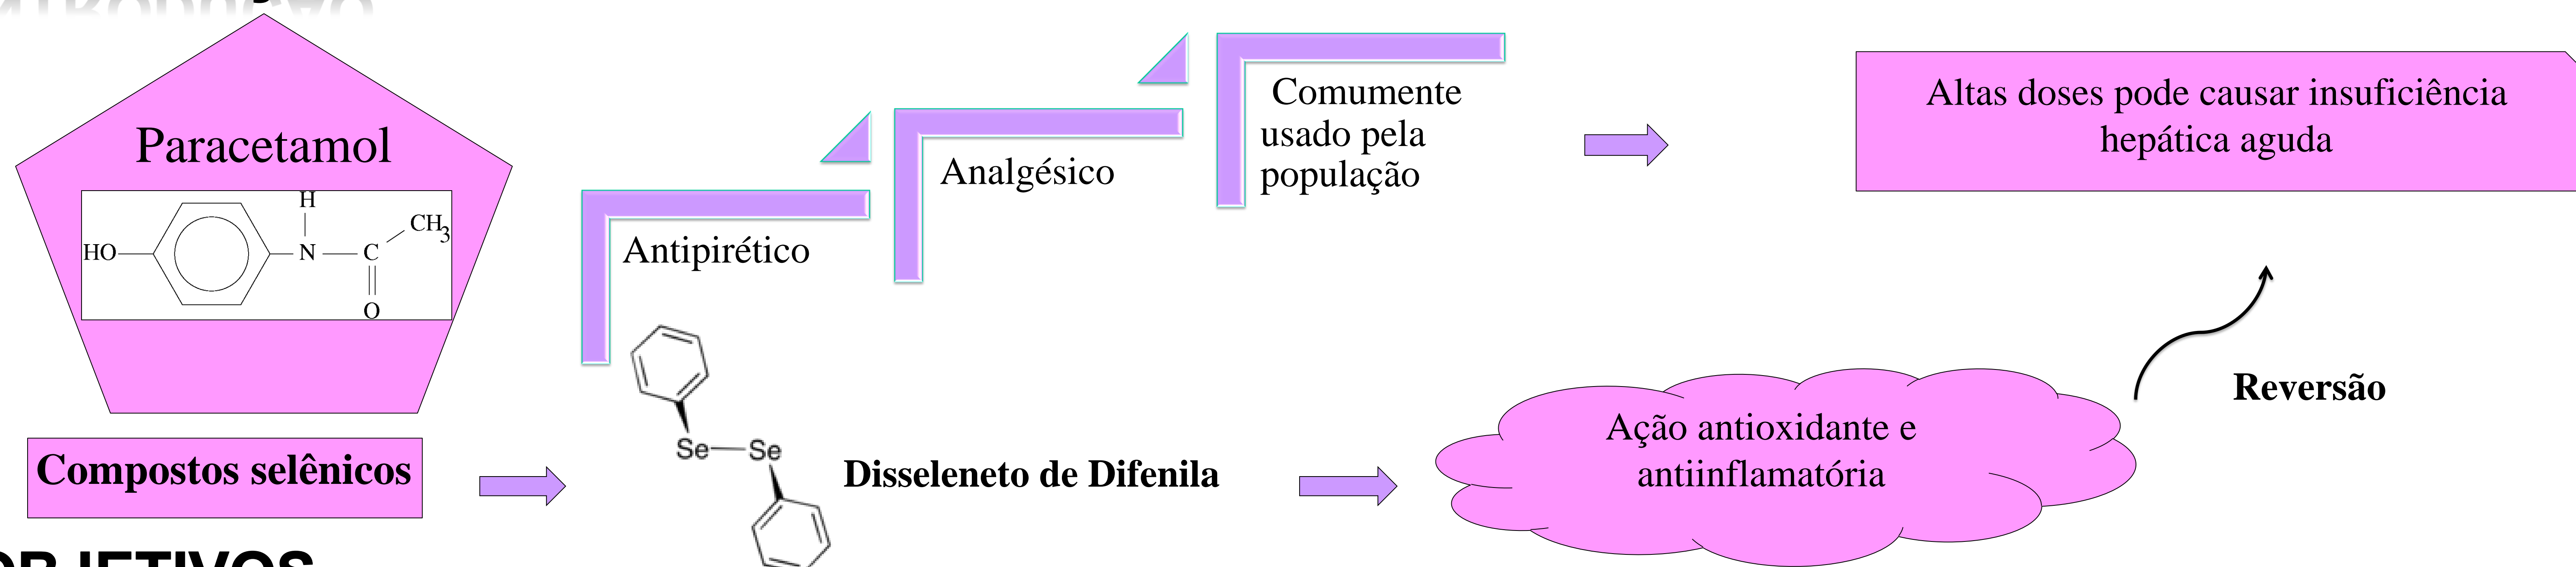 Paracetamol
H
CH3
HO
N
C
O
Antipirético
Analgésico
Comumente
usado pela
população
Altas doses pode causar insuficiência
hepática aguda
Compostos selênicos
Se
Se
Disseleneto de Difenila
Ação antioxidante e
antiinflamatória
Reversão
OBJETIVOS